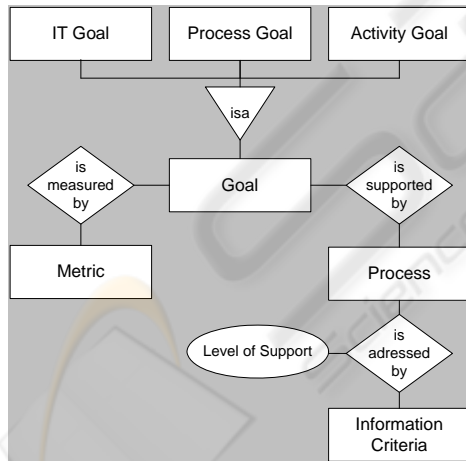 IT Goal
Process Goal
Activity Goal
isa
is
measured
by
Goal
is
supported
by
Metric
Process
Level of Support
is
adressed
by
Information
Criteria